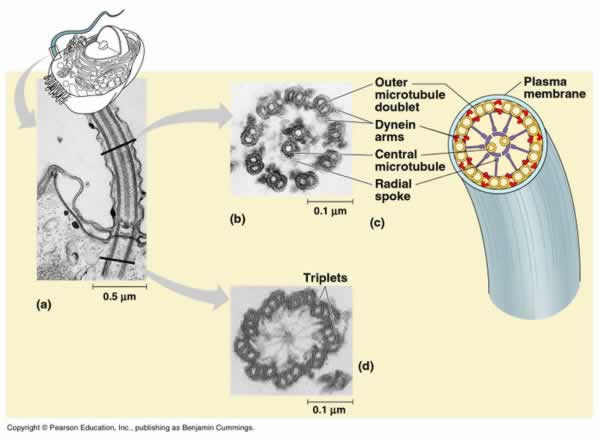 Outer
microtubule
doublet
Dynein
arms
Central
microtubule
Radial
spoke
Plasma
membrane
0.1 µm
(b)
(c)
0.5 µm
(a)
Triplets
(d)
0.1 µm
Copyright © Pearson Education, Inc., publishing as Benjamin Cummings.